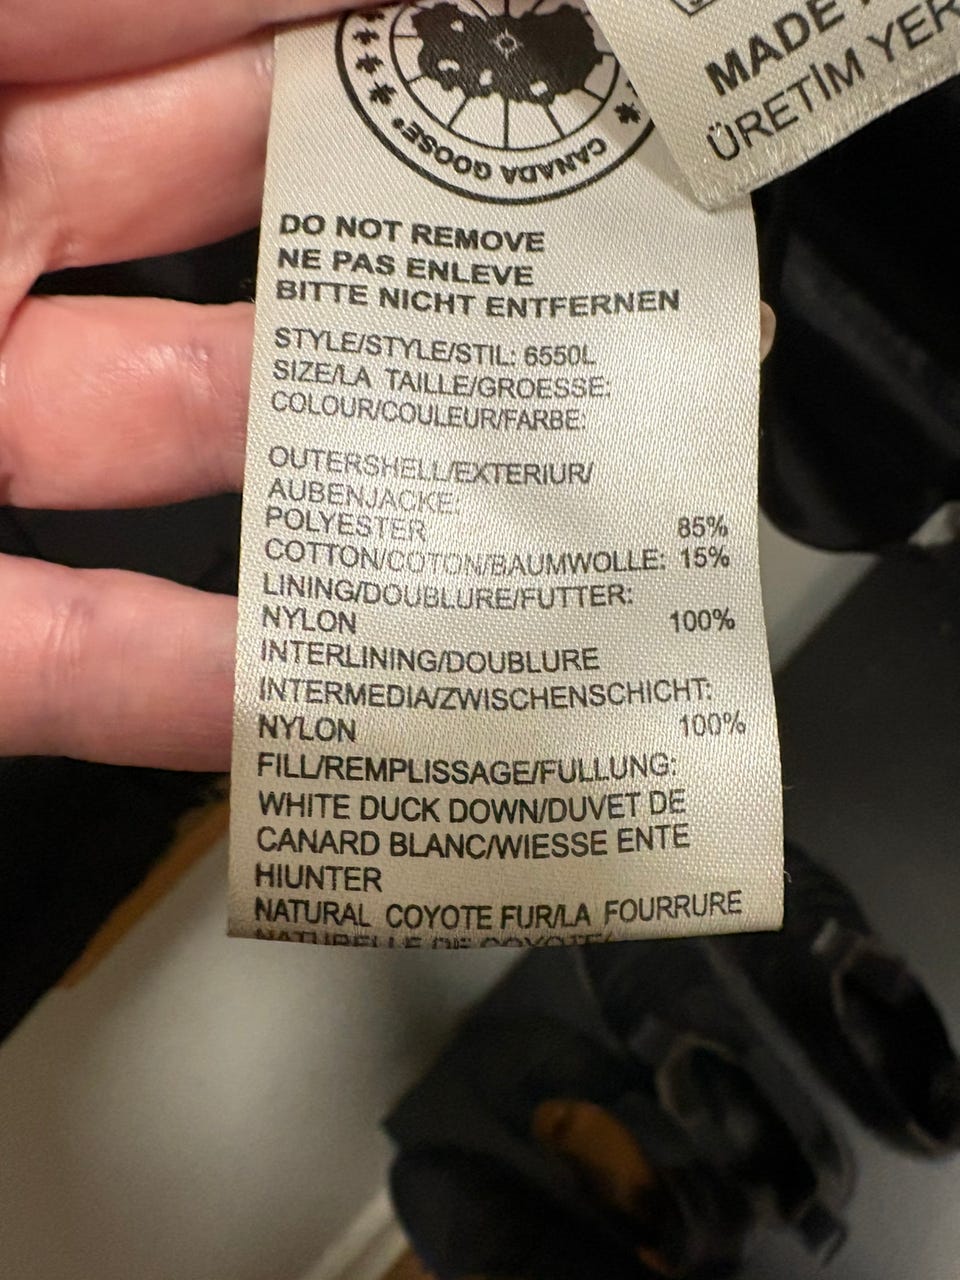 CANADA GOOSE®
MADE
ÜRETİM YER
DO NOT REMOVE
NE PAS ENLEVE
BITTE NICHT ENTFERNEN
STYLE/STYLE/STIL: 6550L
SIZE/LA TAILLE/GROESSE:
COLOUR/COULEUR/FARBE:
OUTERSHELL/EXTERIUR/
AUBENJACKE:
POLYESTER 85%
COTTON/COTON/BAUMWOLLE: 15%
LINING/DOUBLURE/FUTTER:
NYLON 100%
INTERLINING/DOUBLURE
INTERMEDIA/ZWISCHENSCHICHT:
NYLON 100%
FILL/REMPLISSAGE/FULLUNG:
WHITE DUCK DOWN/DUVET DE
CANARD BLANC/WIESSE ENTE
HIUNTER
NATURAL COYOTE FUR/LA FOURRURE
NATURELLE DE COYOTE/